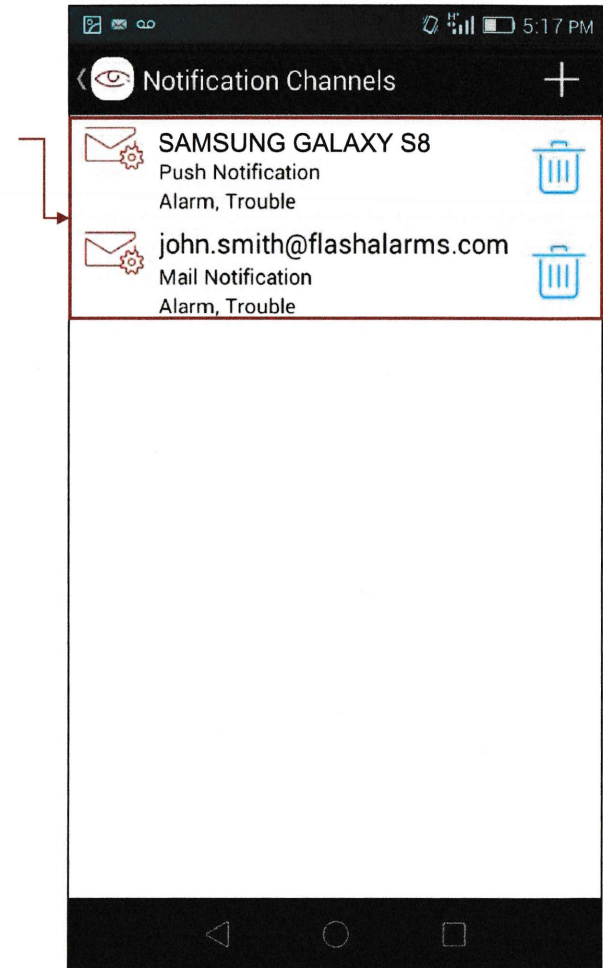 5:17 PM
Notification Channels
SAMSUNG GALAXY S8
Push Notification
Alarm, Trouble
john.smith@flashalarms.com
Mail Notification
Alarm, Trouble